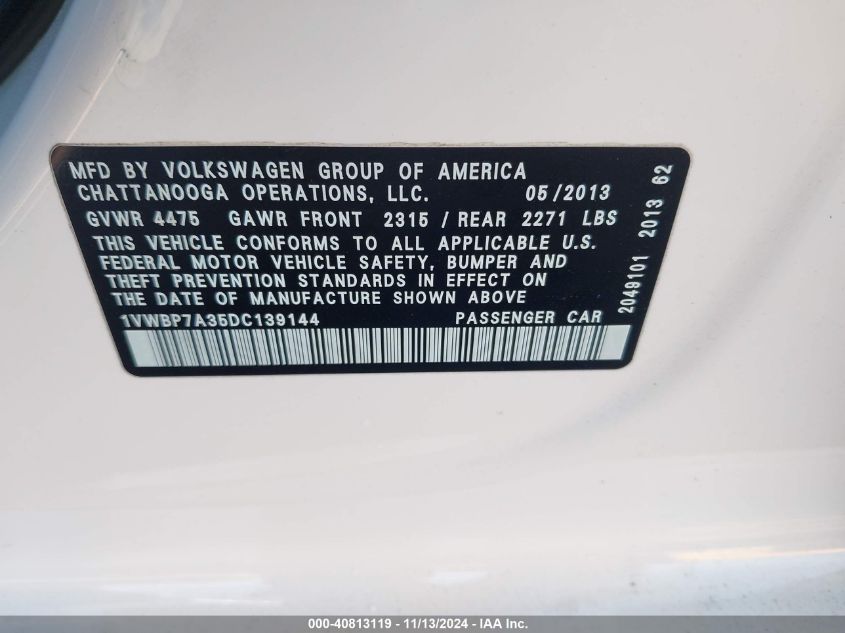 MFD BY VOLKSWAGEN GROUP OF AMERICA
CHATTANOOGA OPERATIONS, LLC. 05/2013
GVWR 4475 GAWR FRONT 2315 / REAR 2271 LBS
THIS VEHICLE CONFORMS TO ALL APPLICABLE U.S.
FEDERAL MOTOR VEHICLE SAFETY, BUMPER AND
THEFT PREVENTION STANDARDS IN EFFECT ON
THE DATE OF MANUFACTURE SHOWN ABOVE
1VWBP7A35DC139144 PASSENGER CAR
2049101 2013 62
000-40813119 - 11/13/2024 - IAA Inc.